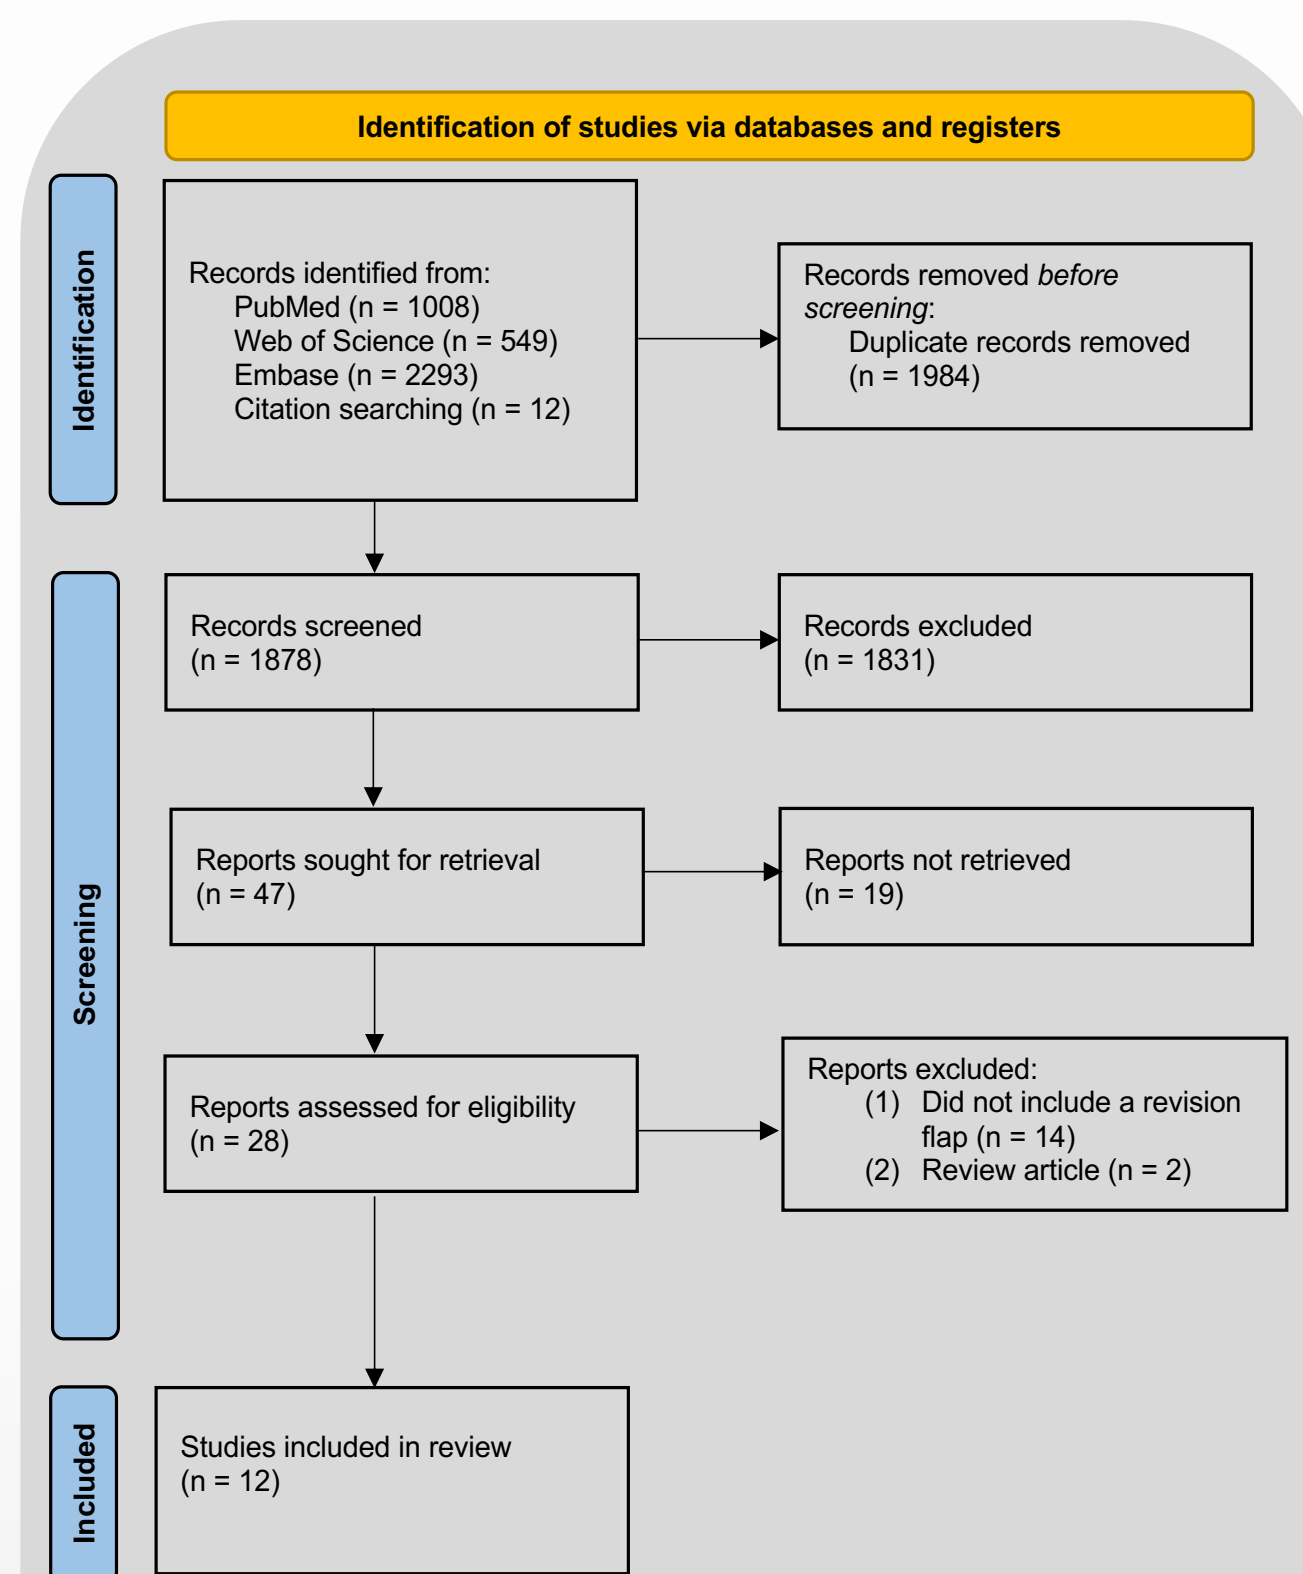 Identification of studies via databases and registers
Identification
Records identified from:
PubMed (n = 1008)
Web of Science (n = 549)
Embase (n = 2293)
Citation searching (n = 12)
Records removed before
screening:
Duplicate records removed
(n = 1984)
Screening
Records screened
(n = 1878)
Records excluded
(n = 1831)
Reports sought for retrieval
(n = 47)
Reports not retrieved
(n = 19)
Reports assessed for eligibility
(n = 28)
Reports excluded:
(1) Did not include a revision
flap (n = 14)
(2) Review article (n = 2)
Included
Studies included in review
(n = 12)